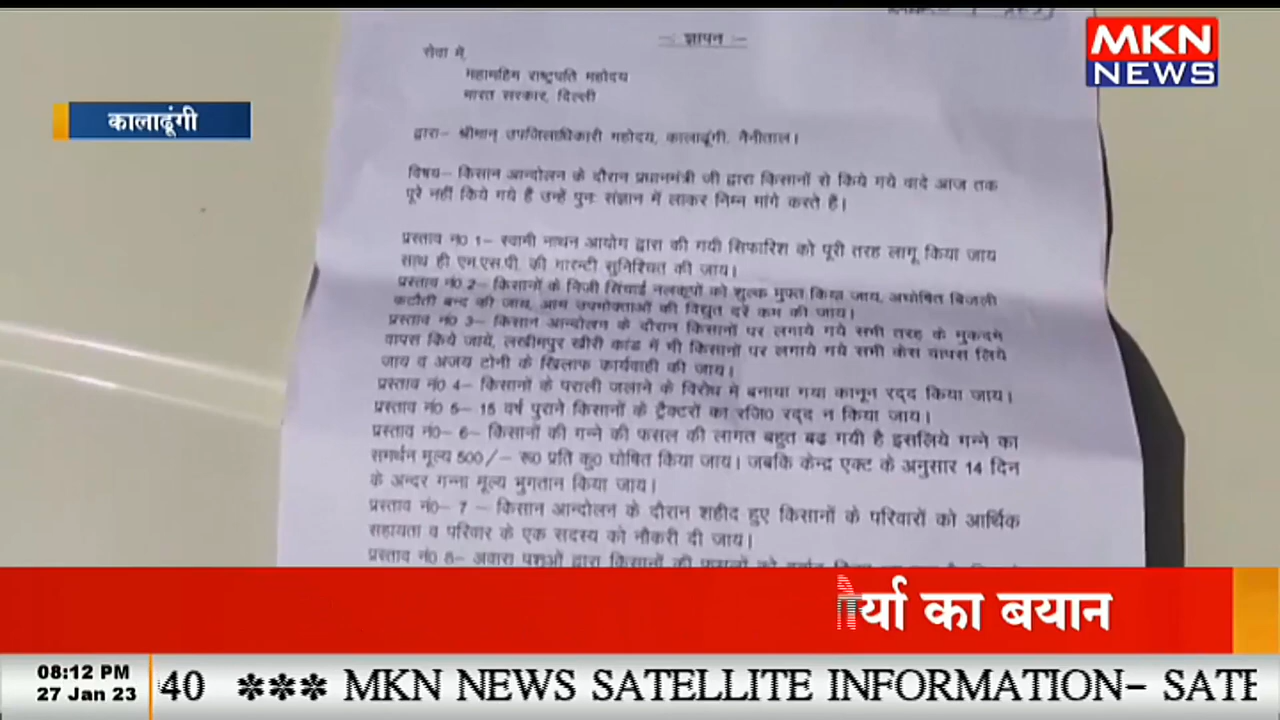 -: ज्ञापन :-
सेवा में,
महामहिम राष्ट्रपति महोदय
भारत सरकार, दिल्ली
द्वारा– श्रीमान् उपजिलाधिकारी महोदय, कालाढूंगी, नैनीताल।
विषय– किसान आन्दोलन के दौरान प्रधानमंत्री जी द्वारा किसानों से किये गये वादे आज तक
पूरे नहीं किये गये है उन्हें पुनः संज्ञान में लाकर निम्न मांगे करते है।
प्रस्ताव नं0 1– स्वामी नाथन आयोग द्वारा की गयी सिफारिश को पूरी तरह लागू किया जाय
साथ ही एम.एस.पी. की गारन्टी सुनिश्चित की जाय।
प्रस्ताव नं0 2– किसानों के निजी सिंचाई नलकूपों को शुल्क मुफ्त किया जाय, अघोषित बिजली
कटौती बन्द की जाय, आम उपभोक्ताओं की विद्युत दरें कम की जाय।
प्रस्ताव नं0 3– किसान आन्दोलन के दौरान किसानों पर लगाये गये सभी तरह के मुकदमे
वापस किये जाये, लखीमपुर खीरी कांड में भी किसानों पर लगाये गये सभी केस वापस लिये
जाय व अजय टोनी के खिलाफ कार्यवाही की जाय।
प्रस्ताव नं0 4– किसानों के पराली जलाने के विरोध में बनाया गया कानून रद्द किया जाय।
प्रस्ताव नं0 5– 15 वर्ष पुराने किसानों के ट्रैक्टरों का रजि0 रद्द न किया जाय।
प्रस्ताव नं0– 6– किसानों की गन्ने की फसल की लागत बहुत बढ गयी है इसलिये गन्ने का
समर्थन मूल्य 500/– रू0 प्रति कु0 घोषित किया जाय। जबकि केन्द्र एक्ट के अनुसार 14 दिन
के अन्दर गन्ना मूल्य भुगतान किया जाय।
प्रस्ताव नं0– 7 – किसान आन्दोलन के दौरान शहीद हुए किसानों के परिवारों को आर्थिक
सहायता व परिवार के एक सदस्य को नौकरी दी जाय।
प्रस्ताव नं0 8– अवारा पशुओं द्वारा किसानों की फसलों को
MKN
NEWS
कालाढूंगी
का बयान
08:12 PM
27 Jan 23
40 *** MKN NEWS SATELLITE INFORMATION– SATE